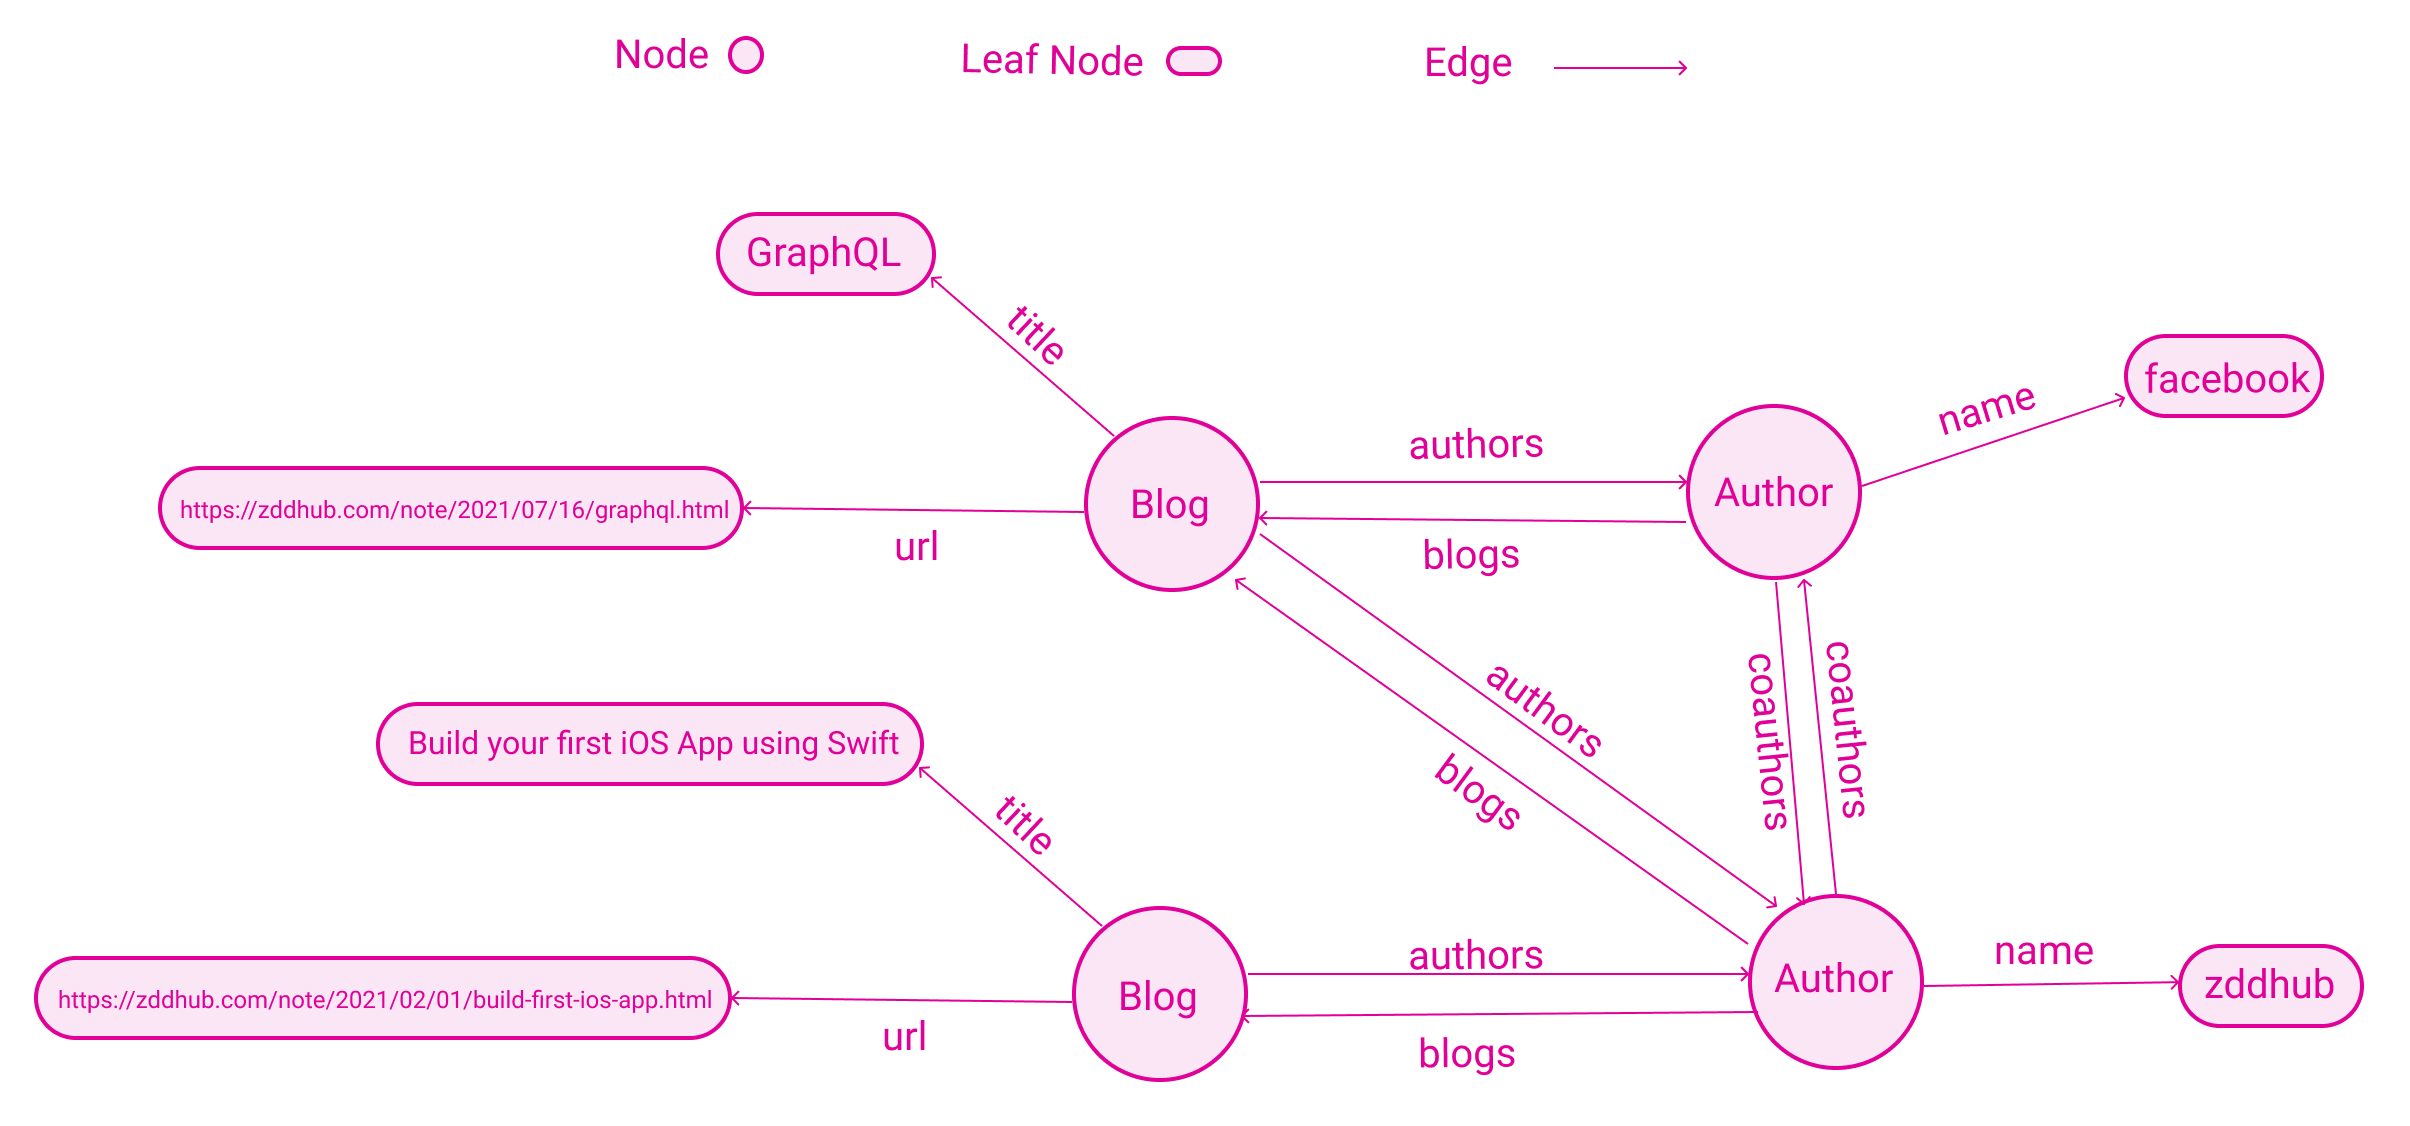 Node
Leaf Node
Edge
GraphQL
title
facebook
name
authors
Blog
Author
https://zddhub.com/note/2021/07/16/graphql.html
url
blogs
coauthors
coauthors
authors
blogs
Build your first iOS App using Swift
title
authors
name
Blog
Author
zddhub
https://zddhub.com/note/2021/02/01/build-first-ios-app.html
url
blogs